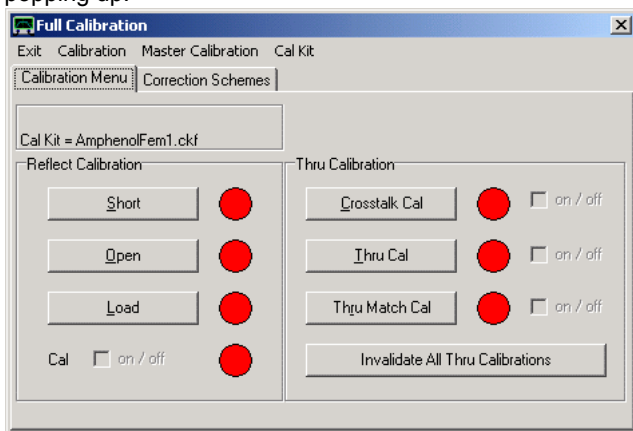 popping up.
Full Calibration
Exit Calibration Master Calibration Cal Kit
Calibration Menu Correction Schemes
Cal Kit = AmphenolFem1.ckf
Reflect Calibration
Short
Open
Load
Cal on / off
Thru Calibration
Crosstalk Cal on / off
Thru Cal on / off
Thru Match Cal on / off
Invalidate All Thru Calibrations